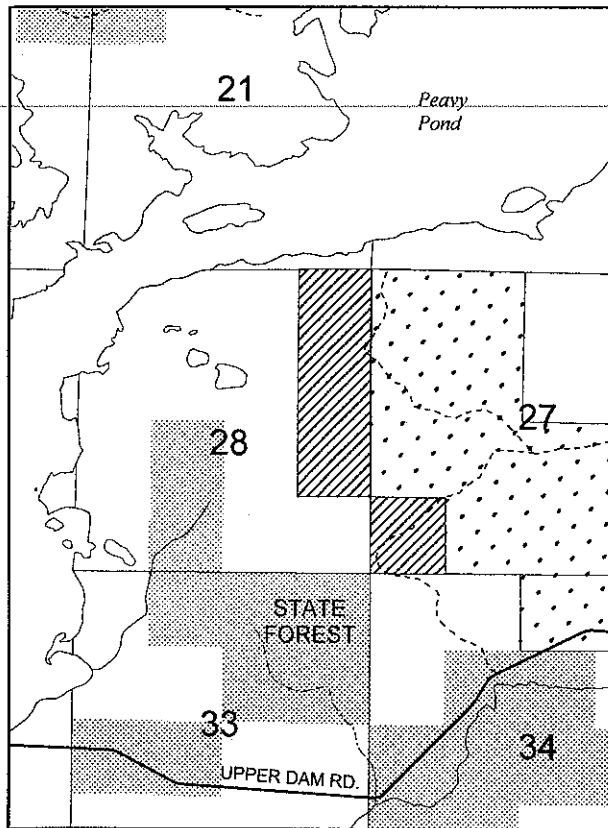 21
Peavy
Pond
28
27
STATE
FOREST
33
34
UPPER DAM RD.